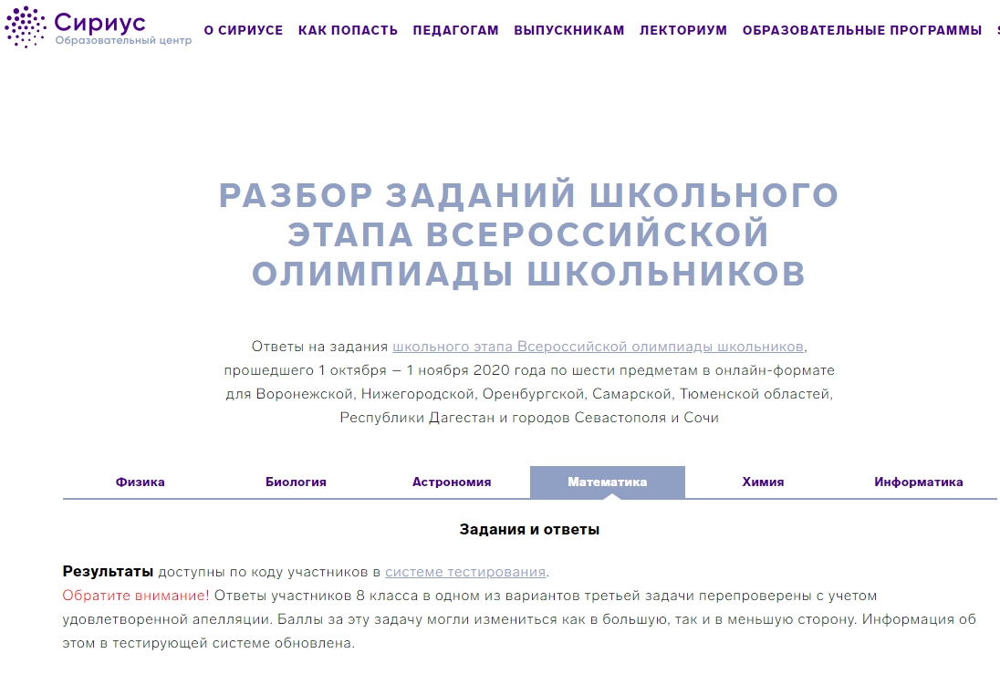 Сириус
Образовательный центр
О СИРИУСЕ КАК ПОПАСТЬ ПЕДАГОГАМ ВЫПУСКНИКАМ ЛЕКТОРИУМ ОБРАЗОВАТЕЛЬНЫЕ ПРОГРАММЫ
РАЗБОР ЗАДАНИЙ ШКОЛЬНОГО
ЭТАПА ВСЕРОССИЙСКОЙ
ОЛИМПИАДЫ ШКОЛЬНИКОВ
Ответы на задания школьного этапа Всероссийской олимпиады школьников,
прошедшего 1 октября – 1 ноября 2020 года по шести предметам в онлайн-формате
для Воронежской, Нижегородской, Оренбургской, Самарской, Тюменской областей,
Республики Дагестан и городов Севастополя и Сочи
Физика Биология Астрономия Математика Химия Информатика
Задания и ответы
Результаты доступны по коду участников в системе тестирования.
Обратите внимание! Ответы участников 8 класса в одном из вариантов третьей задачи перепроверены с учетом
удовлетворенной апелляции. Баллы за эту задачу могли измениться как в большую, так и в меньшую сторону. Информация об
этом в тестирующей системе обновлена.